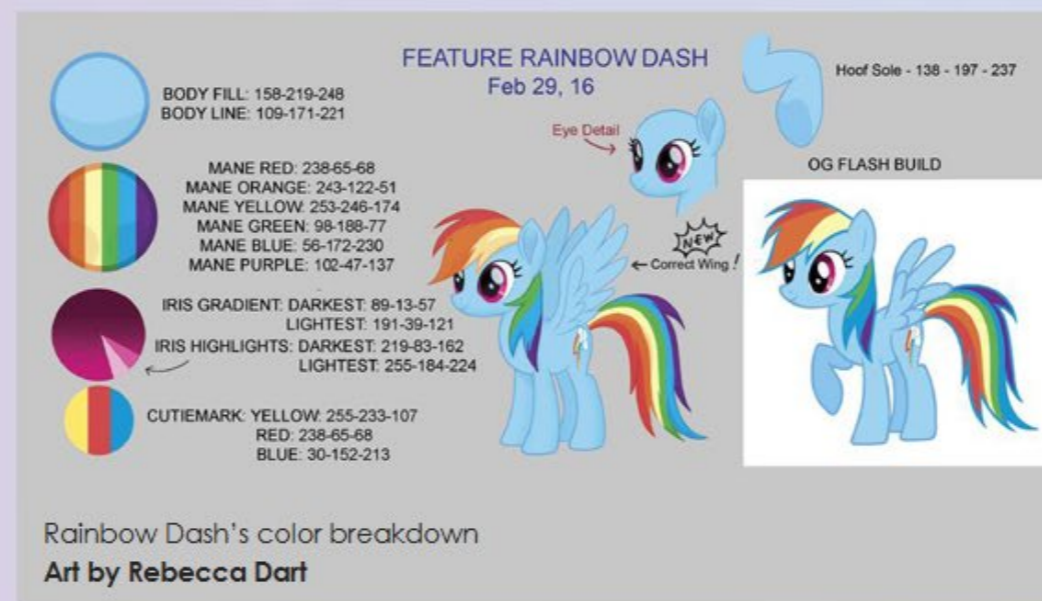 FEATURE RAINBOW DASH
Feb 29, 16
BODY FILL: 158-219-248
BODY LINE: 109-171-221
MANE RED: 238-65-68
MANE ORANGE: 243-122-51
MANE YELLOW: 253-246-174
MANE GREEN: 98-188-77
MANE BLUE: 56-172-230
MANE PURPLE: 102-47-137
IRIS GRADIENT: DARKEST: 89-13-57
LIGHTEST: 191-39-121
IRIS HIGHLIGHTS: DARKEST: 219-83-162
LIGHTEST: 255-184-224
CUTIEMARK: YELLOW: 255-233-107
RED: 238-65-68
BLUE: 30-152-213
Eye Detail
NEW
Correct Wing!
Hoof Sole - 138 - 197 - 237
OG FLASH BUILD
Rainbow Dash's color breakdown
Art by Rebecca Dart